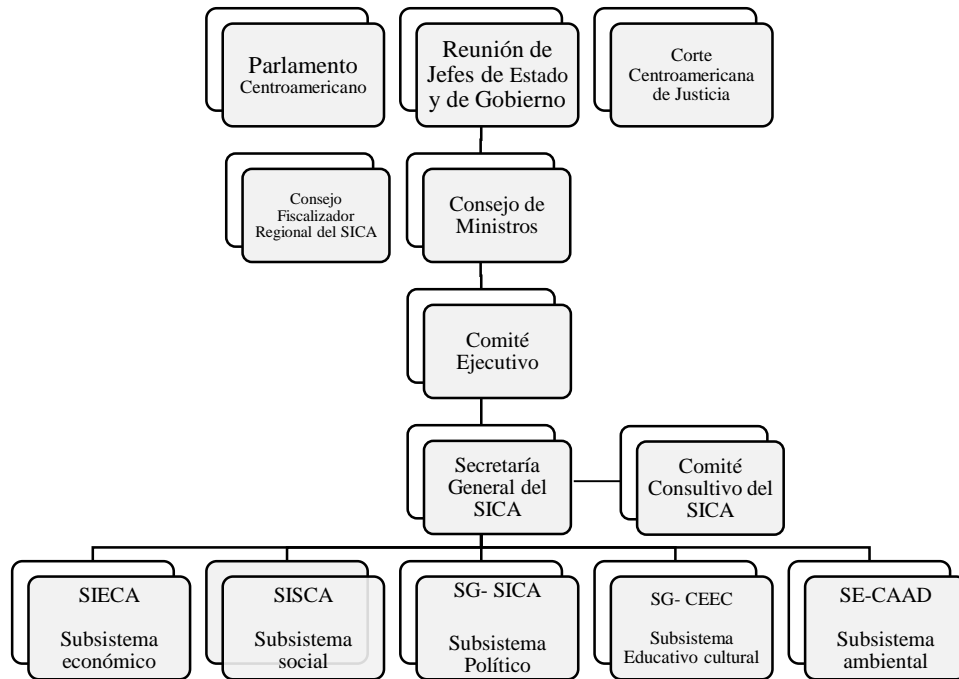 Parlamento
Centroamericano
Reunión de
Jefes de Estado
y de Gobierno
Corte
Centroamericana
de Justicia
Consejo
Fiscalizador
Regional del SICA
Consejo de
Ministros
Comité
Ejecutivo
Secretaría
General del
SICA
Comité
Consultivo del
SICA
SIECA
Subsistema
económico
SISCA
Subsistema
social
SG- SICA
Subsistema
Político
SG- CEEC
Subsistema
Educativo cultural
SE-CAAD
Subsistema
ambiental